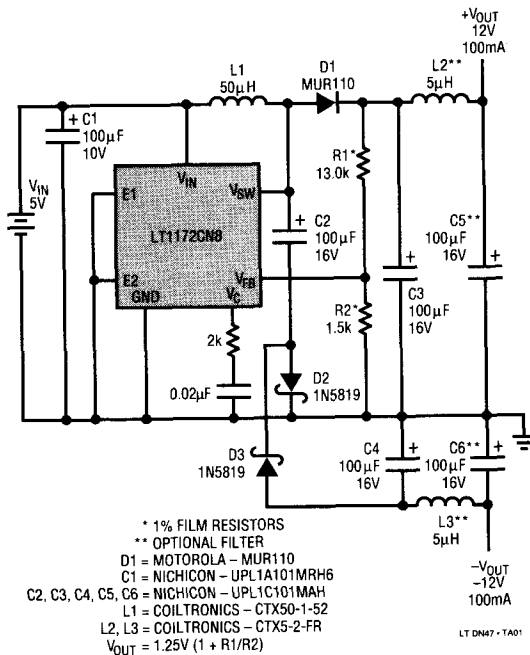 +VOUT
12V
100mA
L2**
5µH
D1
MUR110
L1
50µH
+ C1
100µF
10V
VIN
5V
E1
VIN
VSW
LT1172CN8
E2
VFB
GND
VC
R1*
13.0k
+
C2
100µF
16V
R2*
1.5k
+
C3
100µF
16V
C5**
100µF
16V
+
2k
0.02µF
D2
1N5819
D3
1N5819
C4
100µF
16V
+
C6**
100µF
16V
+
L3**
5µH
–VOUT
–12V
100mA
* 1% FILM RESISTORS
** OPTIONAL FILTER
D1 = MOTOROLA – MUR110
C1 = NICHICON – UPL1A101MRH6
C2, C3, C4, C5, C6 = NICHICON – UPL1C101MAH
L1 = COILTRONICS – CTX50-1-52
L2, L3 = COILTRONICS – CTX5-2-FR
VOUT = 1.25V (1 + R1/R2)
LT DN47 • TA01